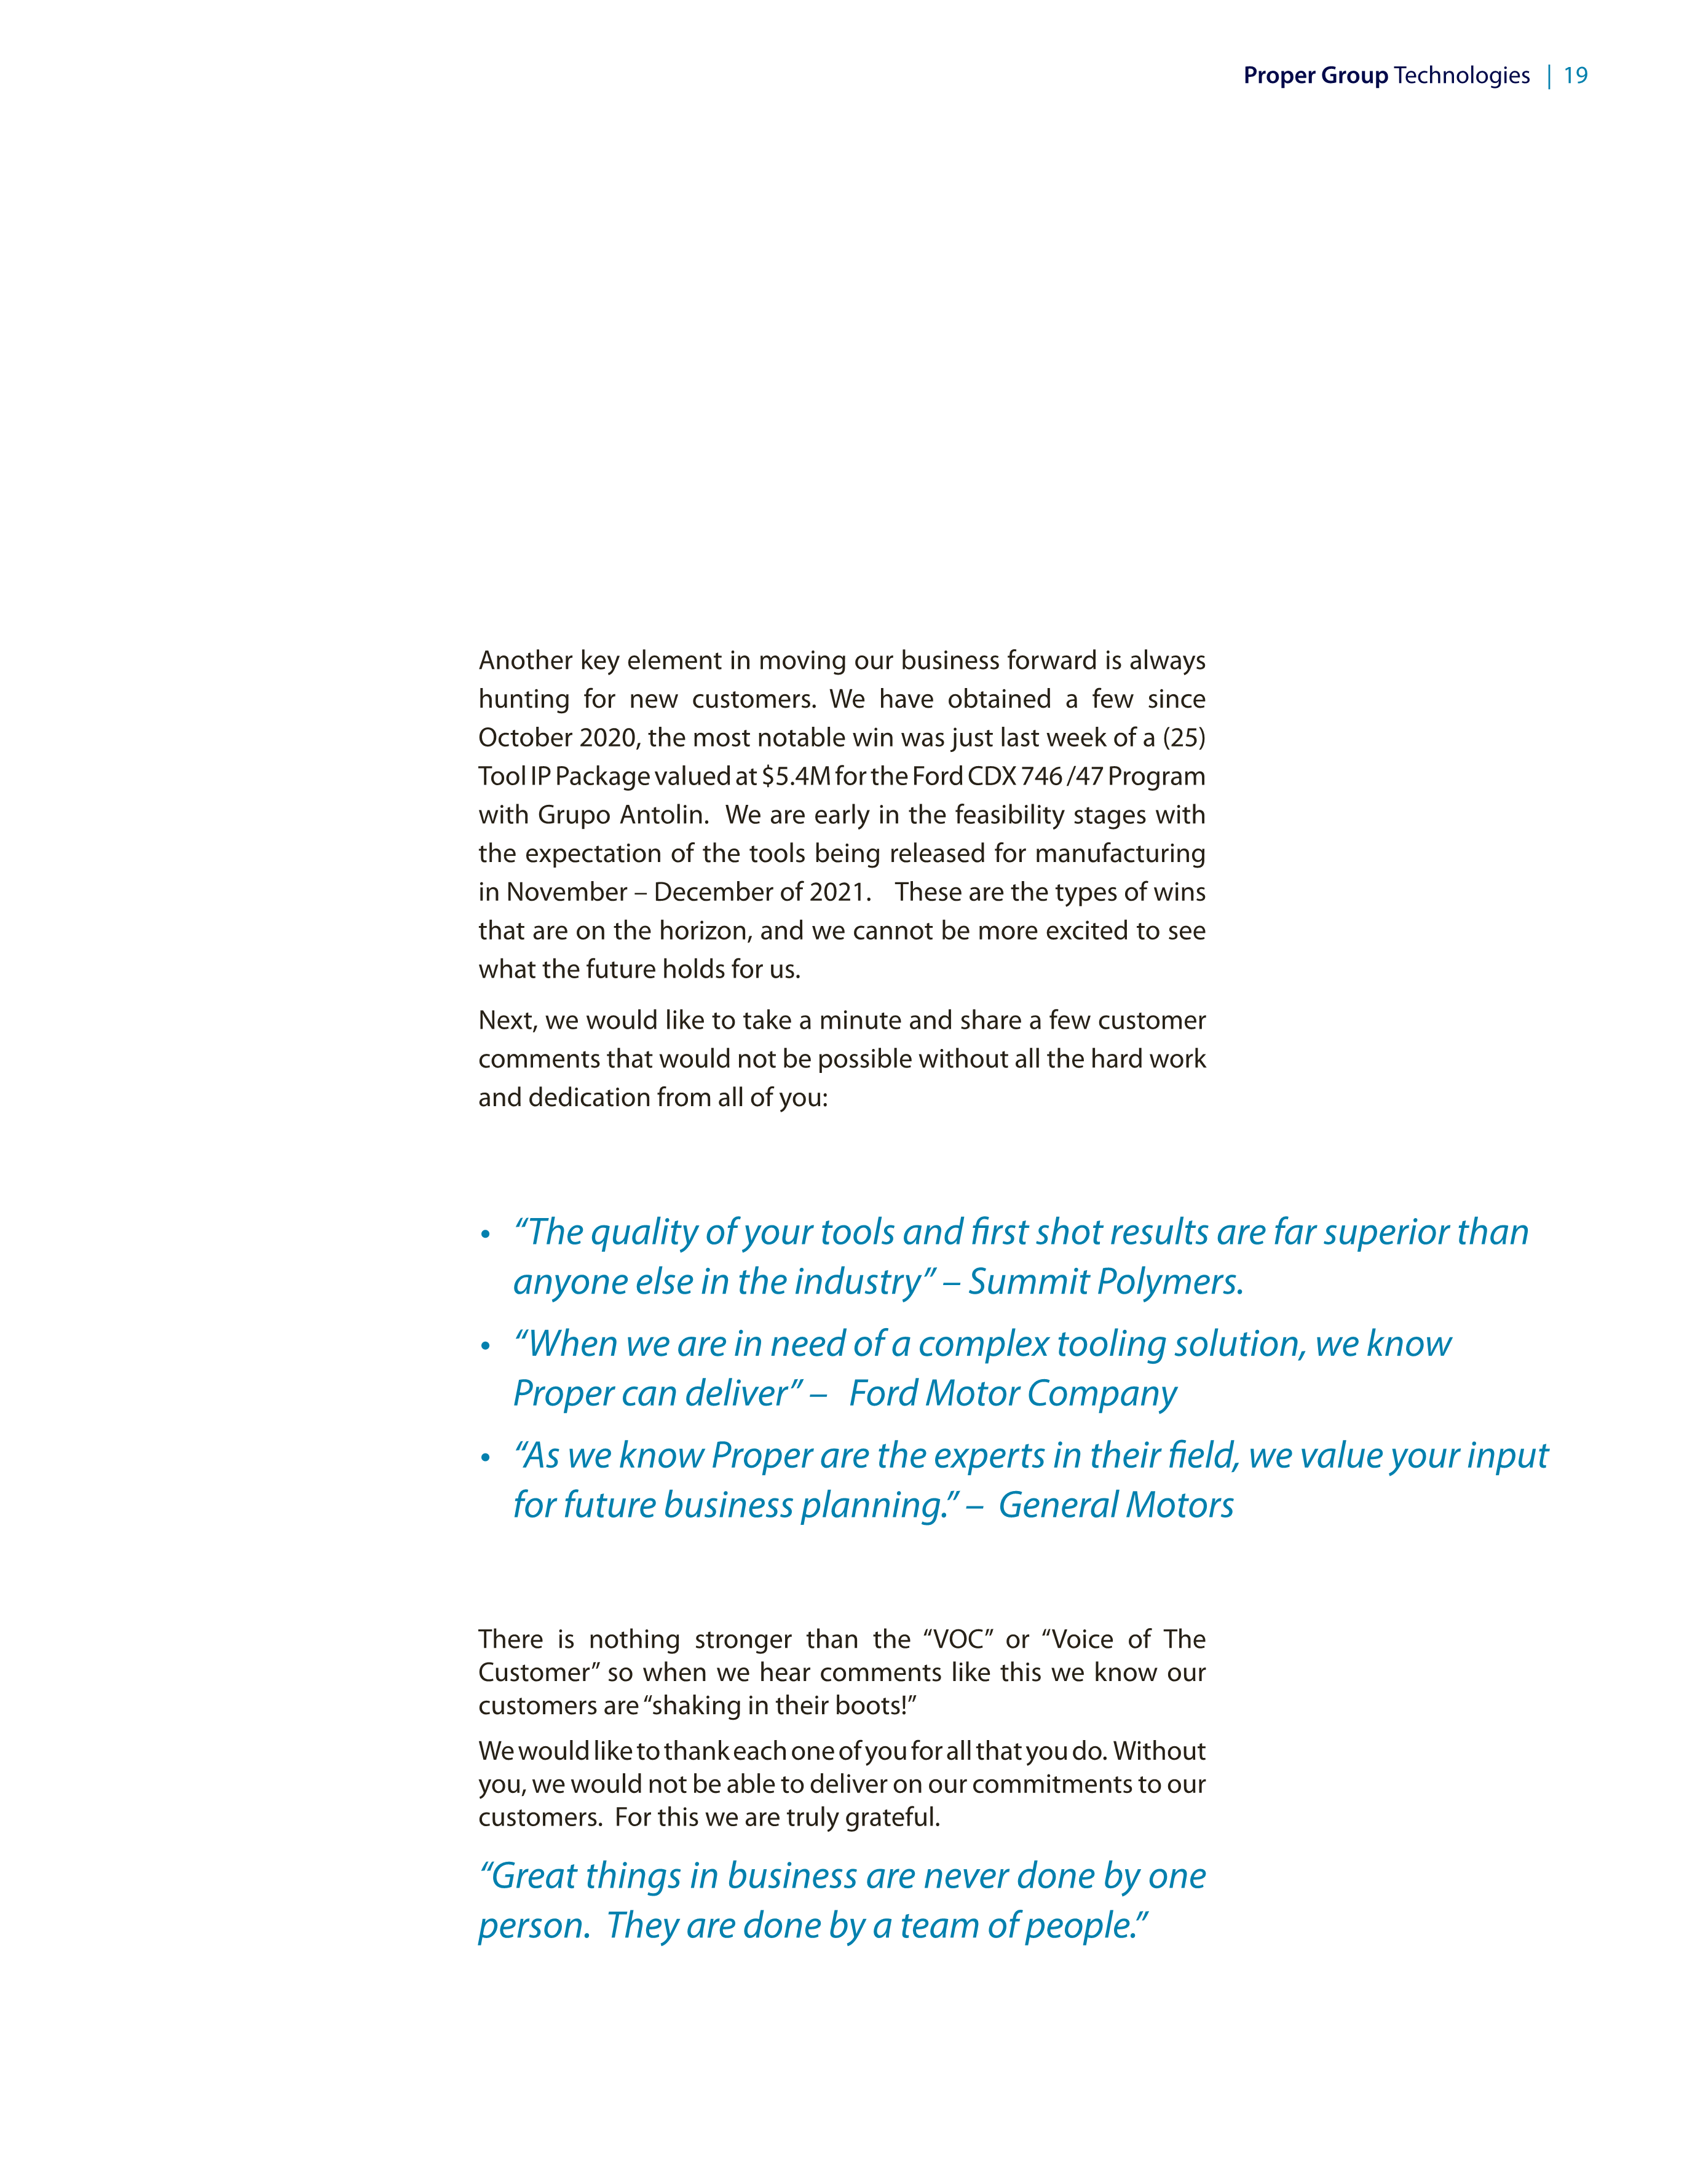 Proper Group Technologies | 19
Another key element in moving our business forward is always
hunting for new customers. We have obtained a few since
October 2020, the most notable win was just last week of a (25)
Tool IP Package valued at $5.4M for the Ford CDX 746 /47 Program
with Grupo Antolin.  We are early in the feasibility stages with
the expectation of the tools being released for manufacturing
in November – December of 2021.   These are the types of wins
that are on the horizon, and we cannot be more excited to see
what the future holds for us.
Next, we would like to take a minute and share a few customer
comments that would not be possible without all the hard work
and dedication from all of you:
• “The quality of your tools and first shot results are far superior than
anyone else in the industry” – Summit Polymers.
• “When we are in need of a complex tooling solution, we know
Proper can deliver” –  Ford Motor Company
• “As we know Proper are the experts in their field, we value your input
for future business planning.” –  General Motors
There is nothing stronger than the “VOC” or “Voice of The
Customer” so when we hear comments like this we know our
customers are “shaking in their boots!”
We would like to thank each one of you for all that you do. Without
you, we would not be able to deliver on our commitments to our
customers.  For this we are truly grateful.
“Great things in business are never done by one
person.  They are done by a team of people.”